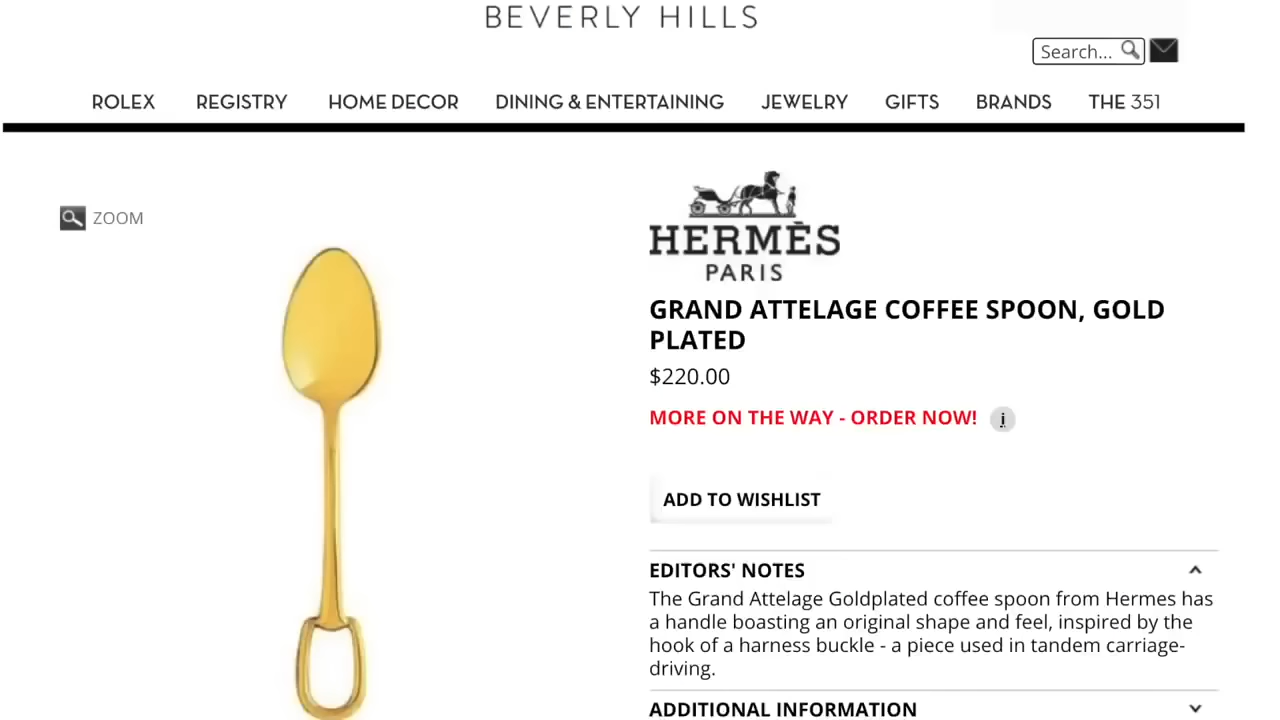 BEVERLY HILLS
Search...
ROLEX REGISTRY HOME DECOR DINING & ENTERTAINING JEWELRY GIFTS BRANDS THE 351
ZOOM
HERMÈS
PARIS
GRAND ATTELAGE COFFEE SPOON, GOLD
PLATED
$220.00
MORE ON THE WAY - ORDER NOW! i
ADD TO WISHLIST
EDITORS' NOTES
The Grand Attelage Goldplated coffee spoon from Hermes has
a handle boasting an original shape and feel, inspired by the
hook of a harness buckle - a piece used in tandem carriage-
driving.
ADDITIONAL INFORMATION